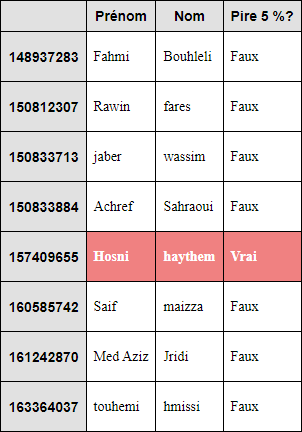 Prénom Nom Pire 5 %?
148937283 Fahmi Bouhleli Faux
150812307 Rawin fares Faux
150833713 jaber wassim Faux
150833884 Achref Sahraoui Faux
157409655 Hosni haythem Vrai
160585742 Saif maizza Faux
161242870 Med Aziz Jridi Faux
163364037 touhemi hmissi Faux